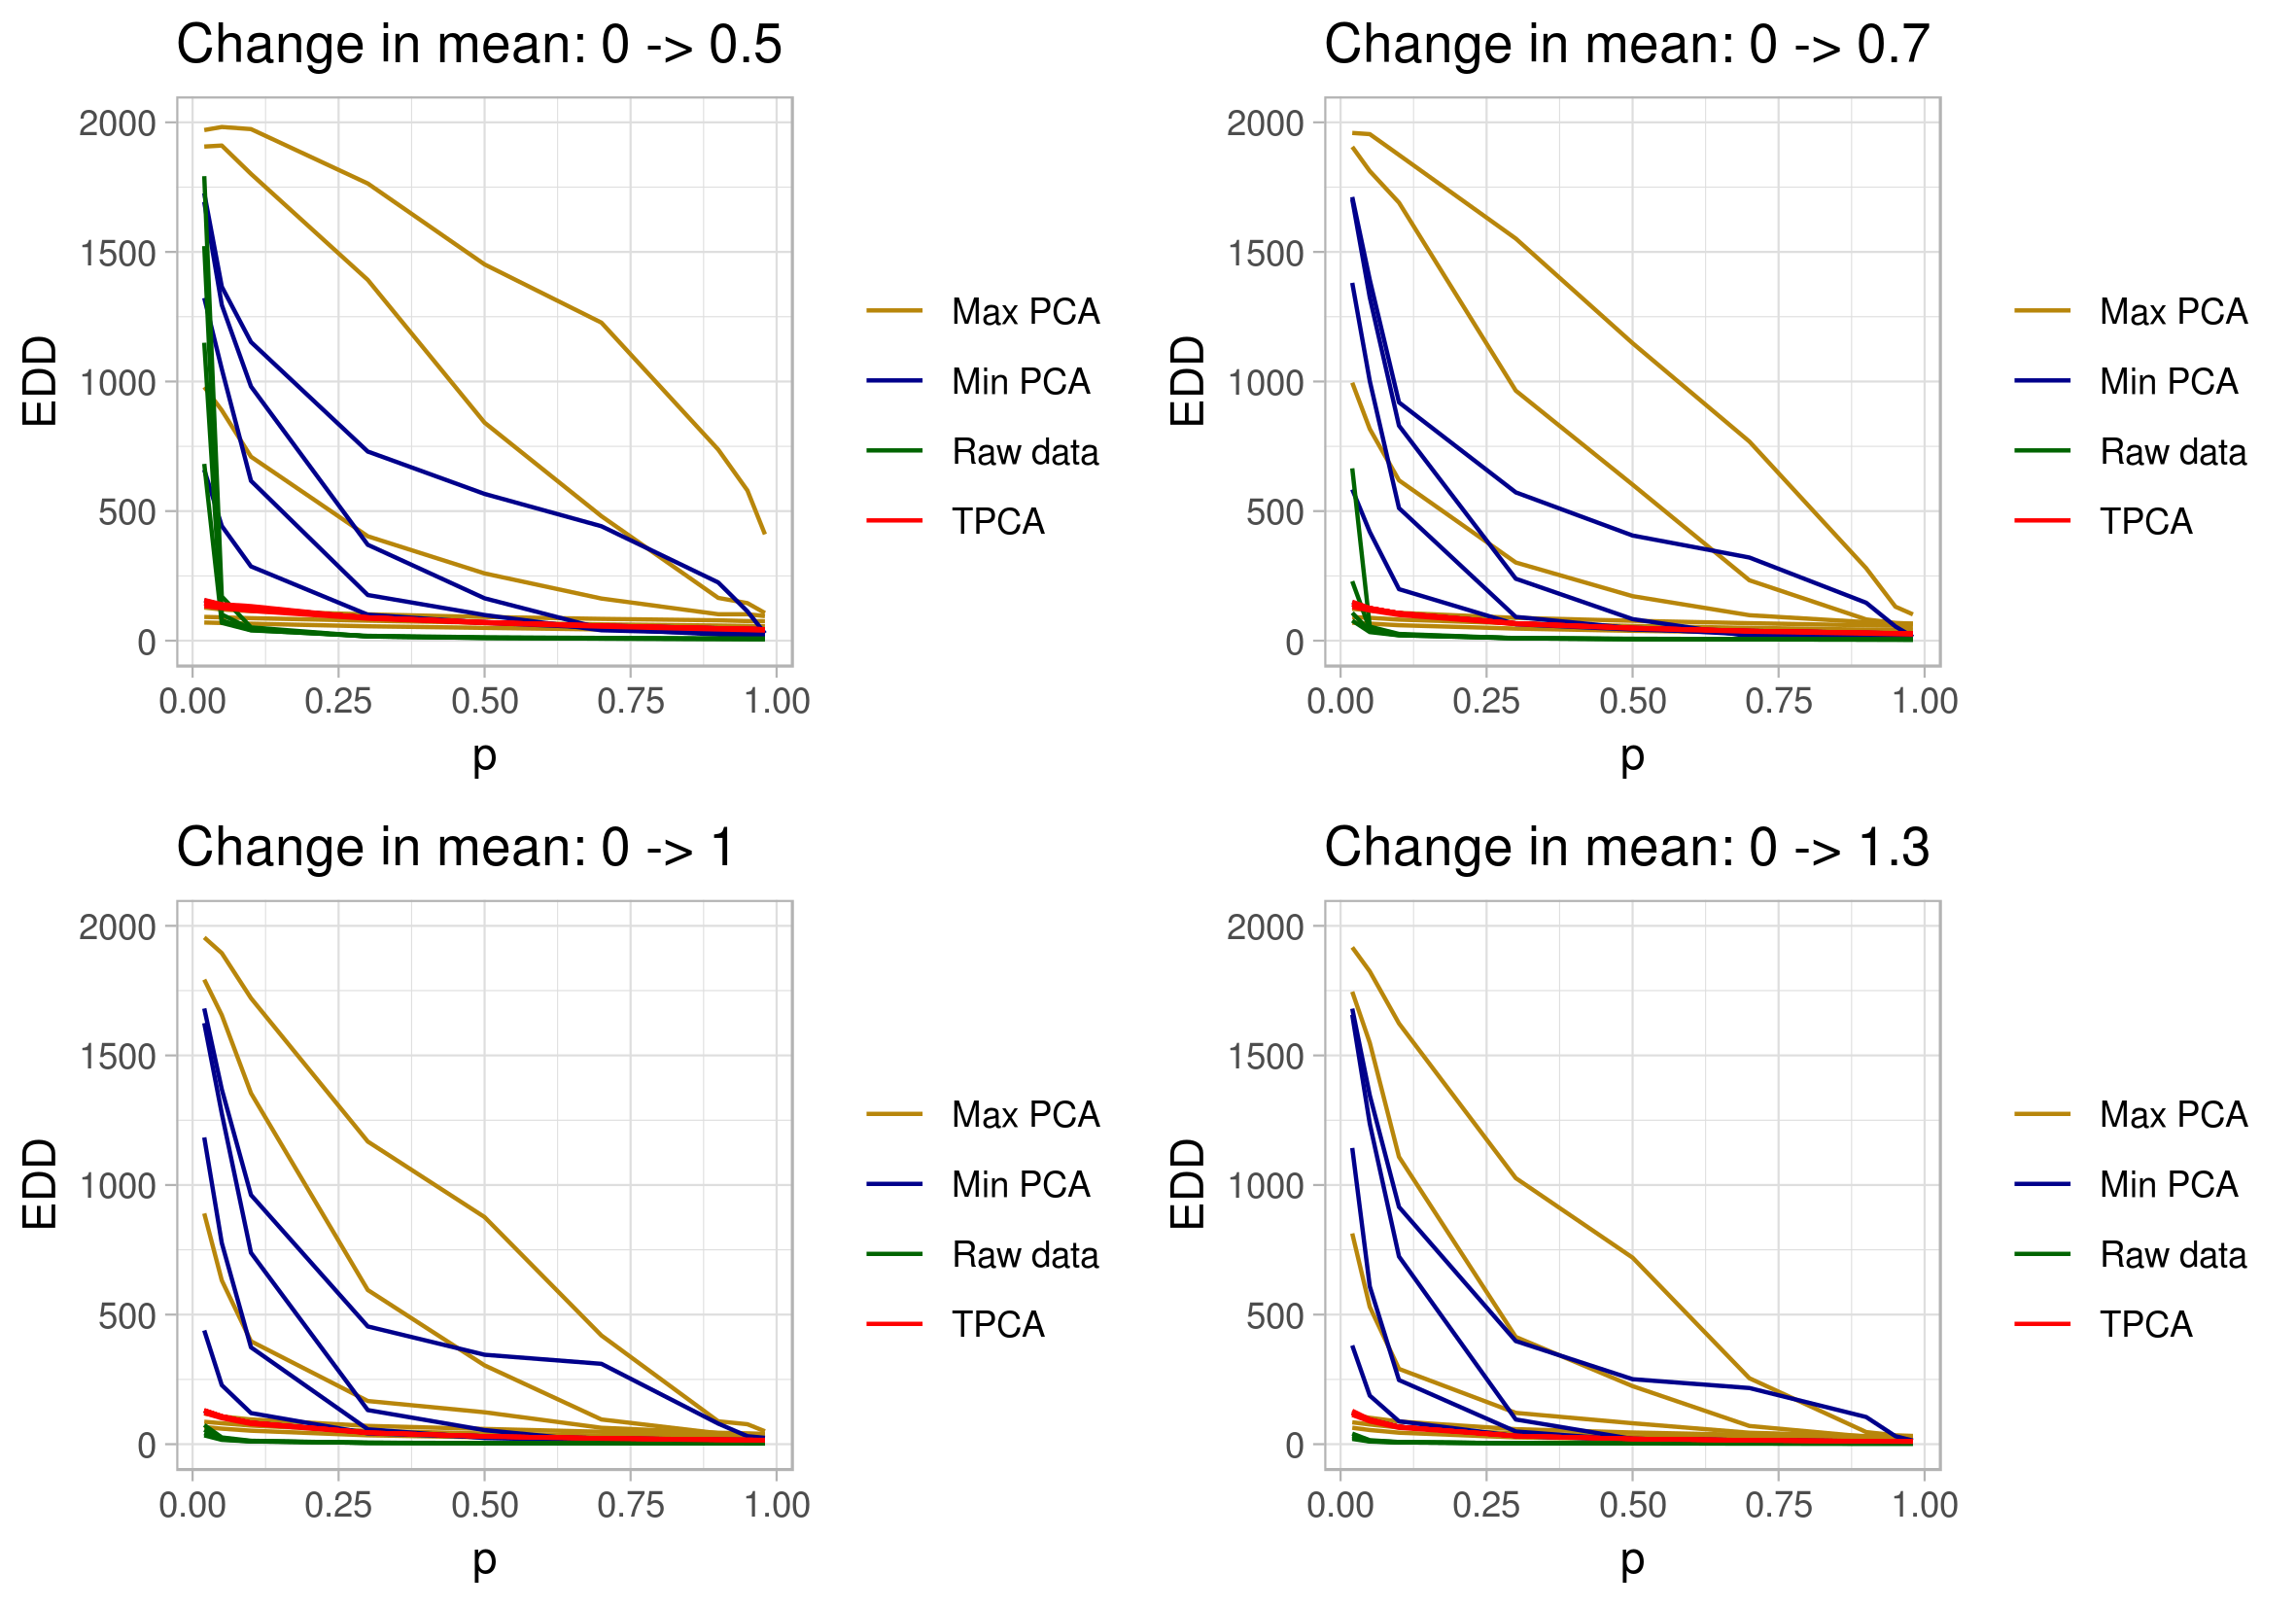 Change in mean: 0 -> 0.5
2000
1500
1000
500
0
EDD
0.00 0.25 0.50 0.75 1.00
p
Max PCA
Min PCA
Raw data
TPCA
Change in mean: 0 -> 0.7
2000
1500
1000
500
0
EDD
0.00 0.25 0.50 0.75 1.00
p
Max PCA
Min PCA
Raw data
TPCA
Change in mean: 0 -> 1
2000
1500
1000
500
0
EDD
0.00 0.25 0.50 0.75 1.00
p
Max PCA
Min PCA
Raw data
TPCA
Change in mean: 0 -> 1.3
2000
1500
1000
500
0
EDD
0.00 0.25 0.50 0.75 1.00
p
Max PCA
Min PCA
Raw data
TPCA